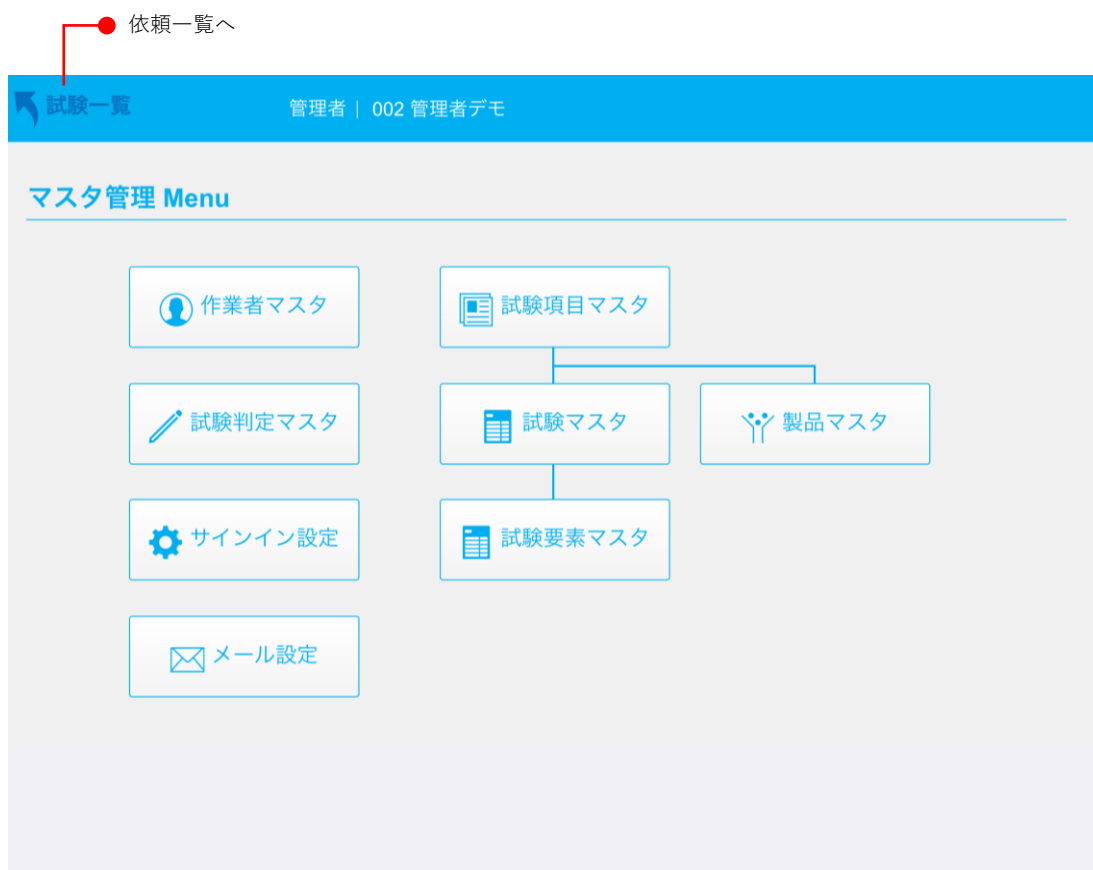 依頼一覧へ
試験一覧
管理者｜ 002 管理者デモ
マスタ管理 Menu
作業者マスタ
試験項目マスタ
試験判定マスタ
試験マスタ
製品マスタ
サインイン設定
試験要素マスタ
メール設定